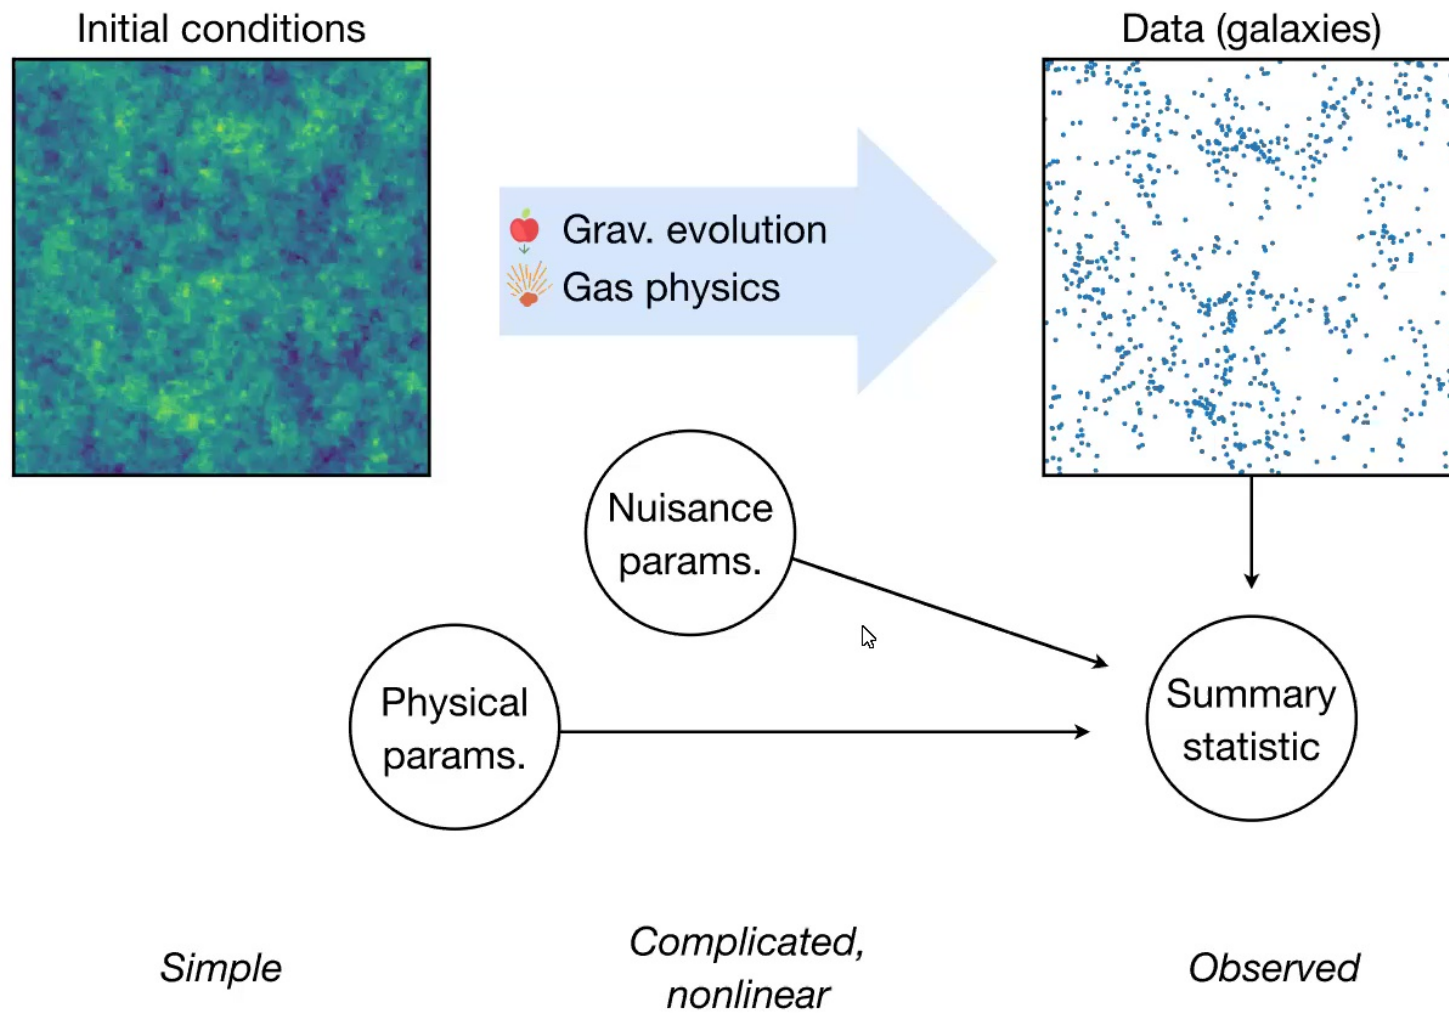 Initial conditions
Data (galaxies)
Grav. evolution
Gas physics
Nuisance
params.
Physical
params.
Summary
statistic
Simple
Complicated,
nonlinear
Observed